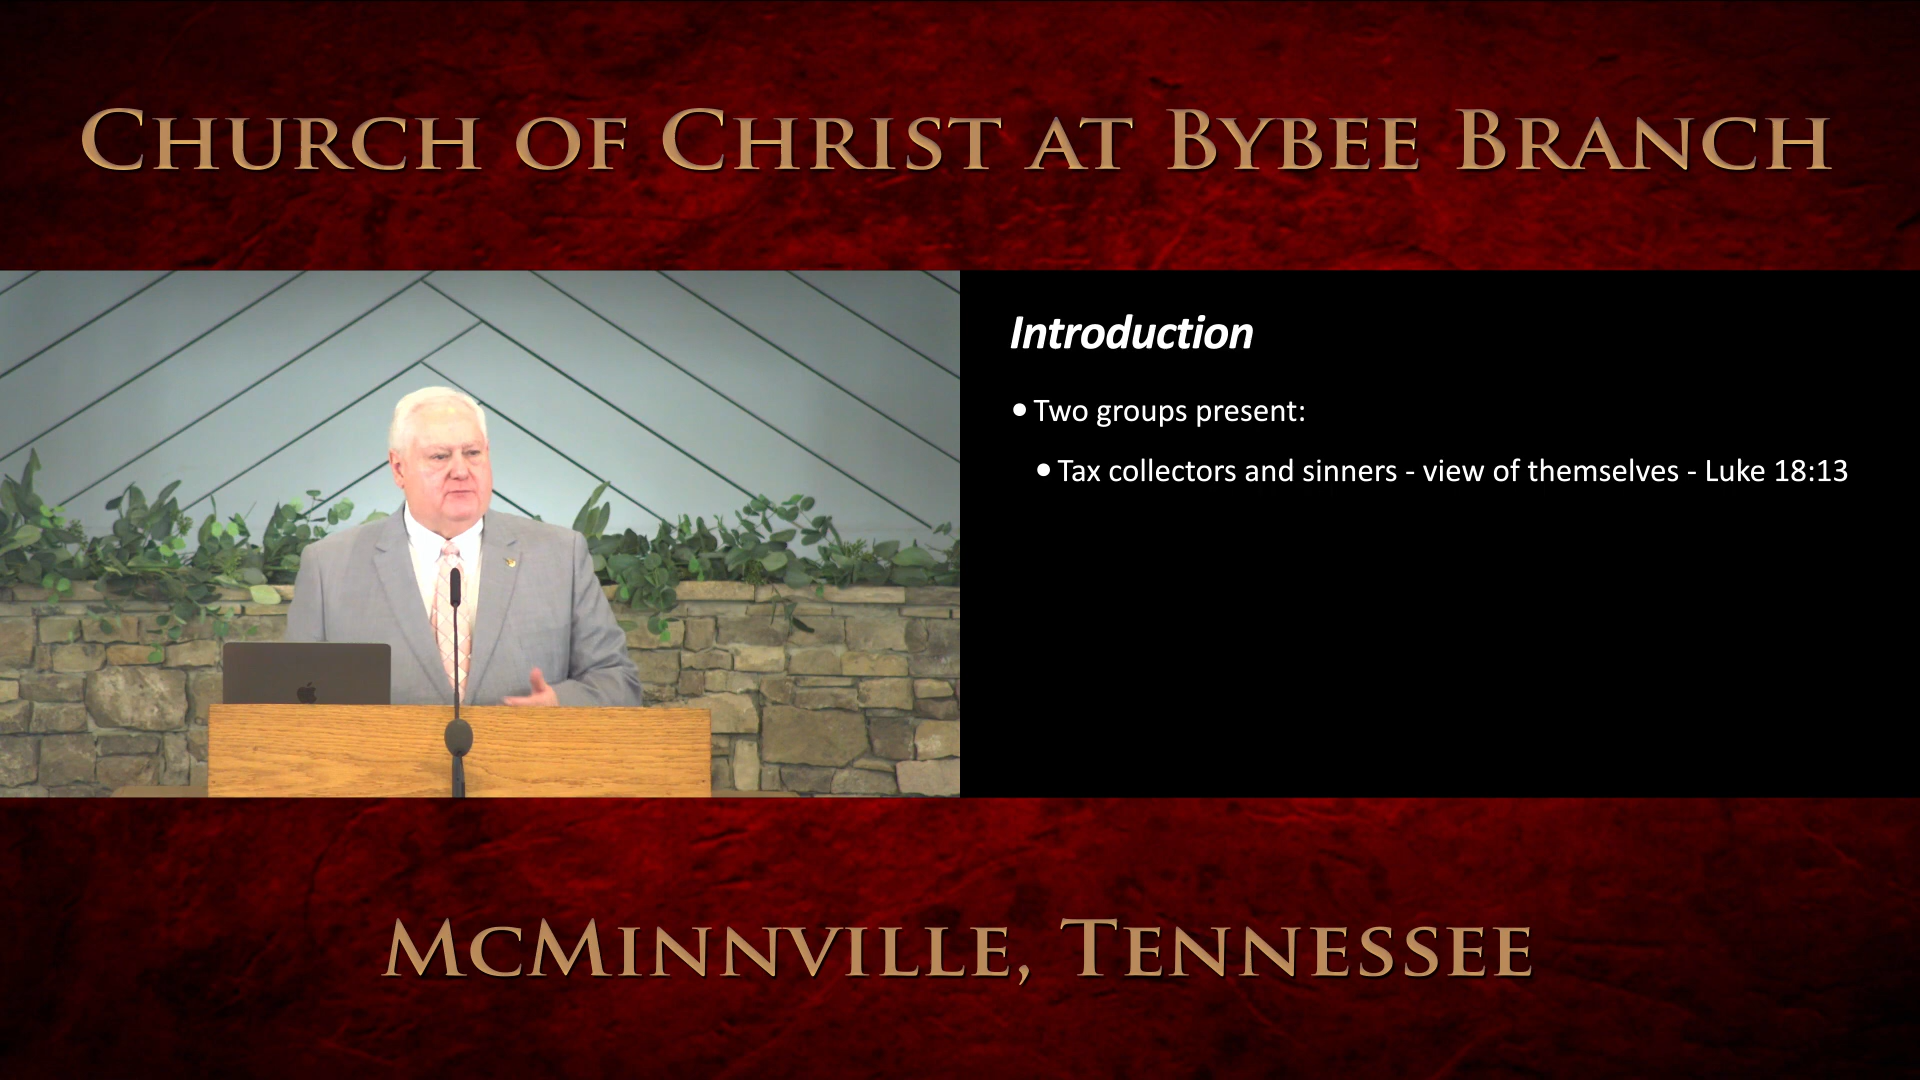 Church of Christ at Bybee Branch
Introduction
• Two groups present:
• Tax collectors and sinners - view of themselves - Luke 18:13
McMinnville, Tennessee